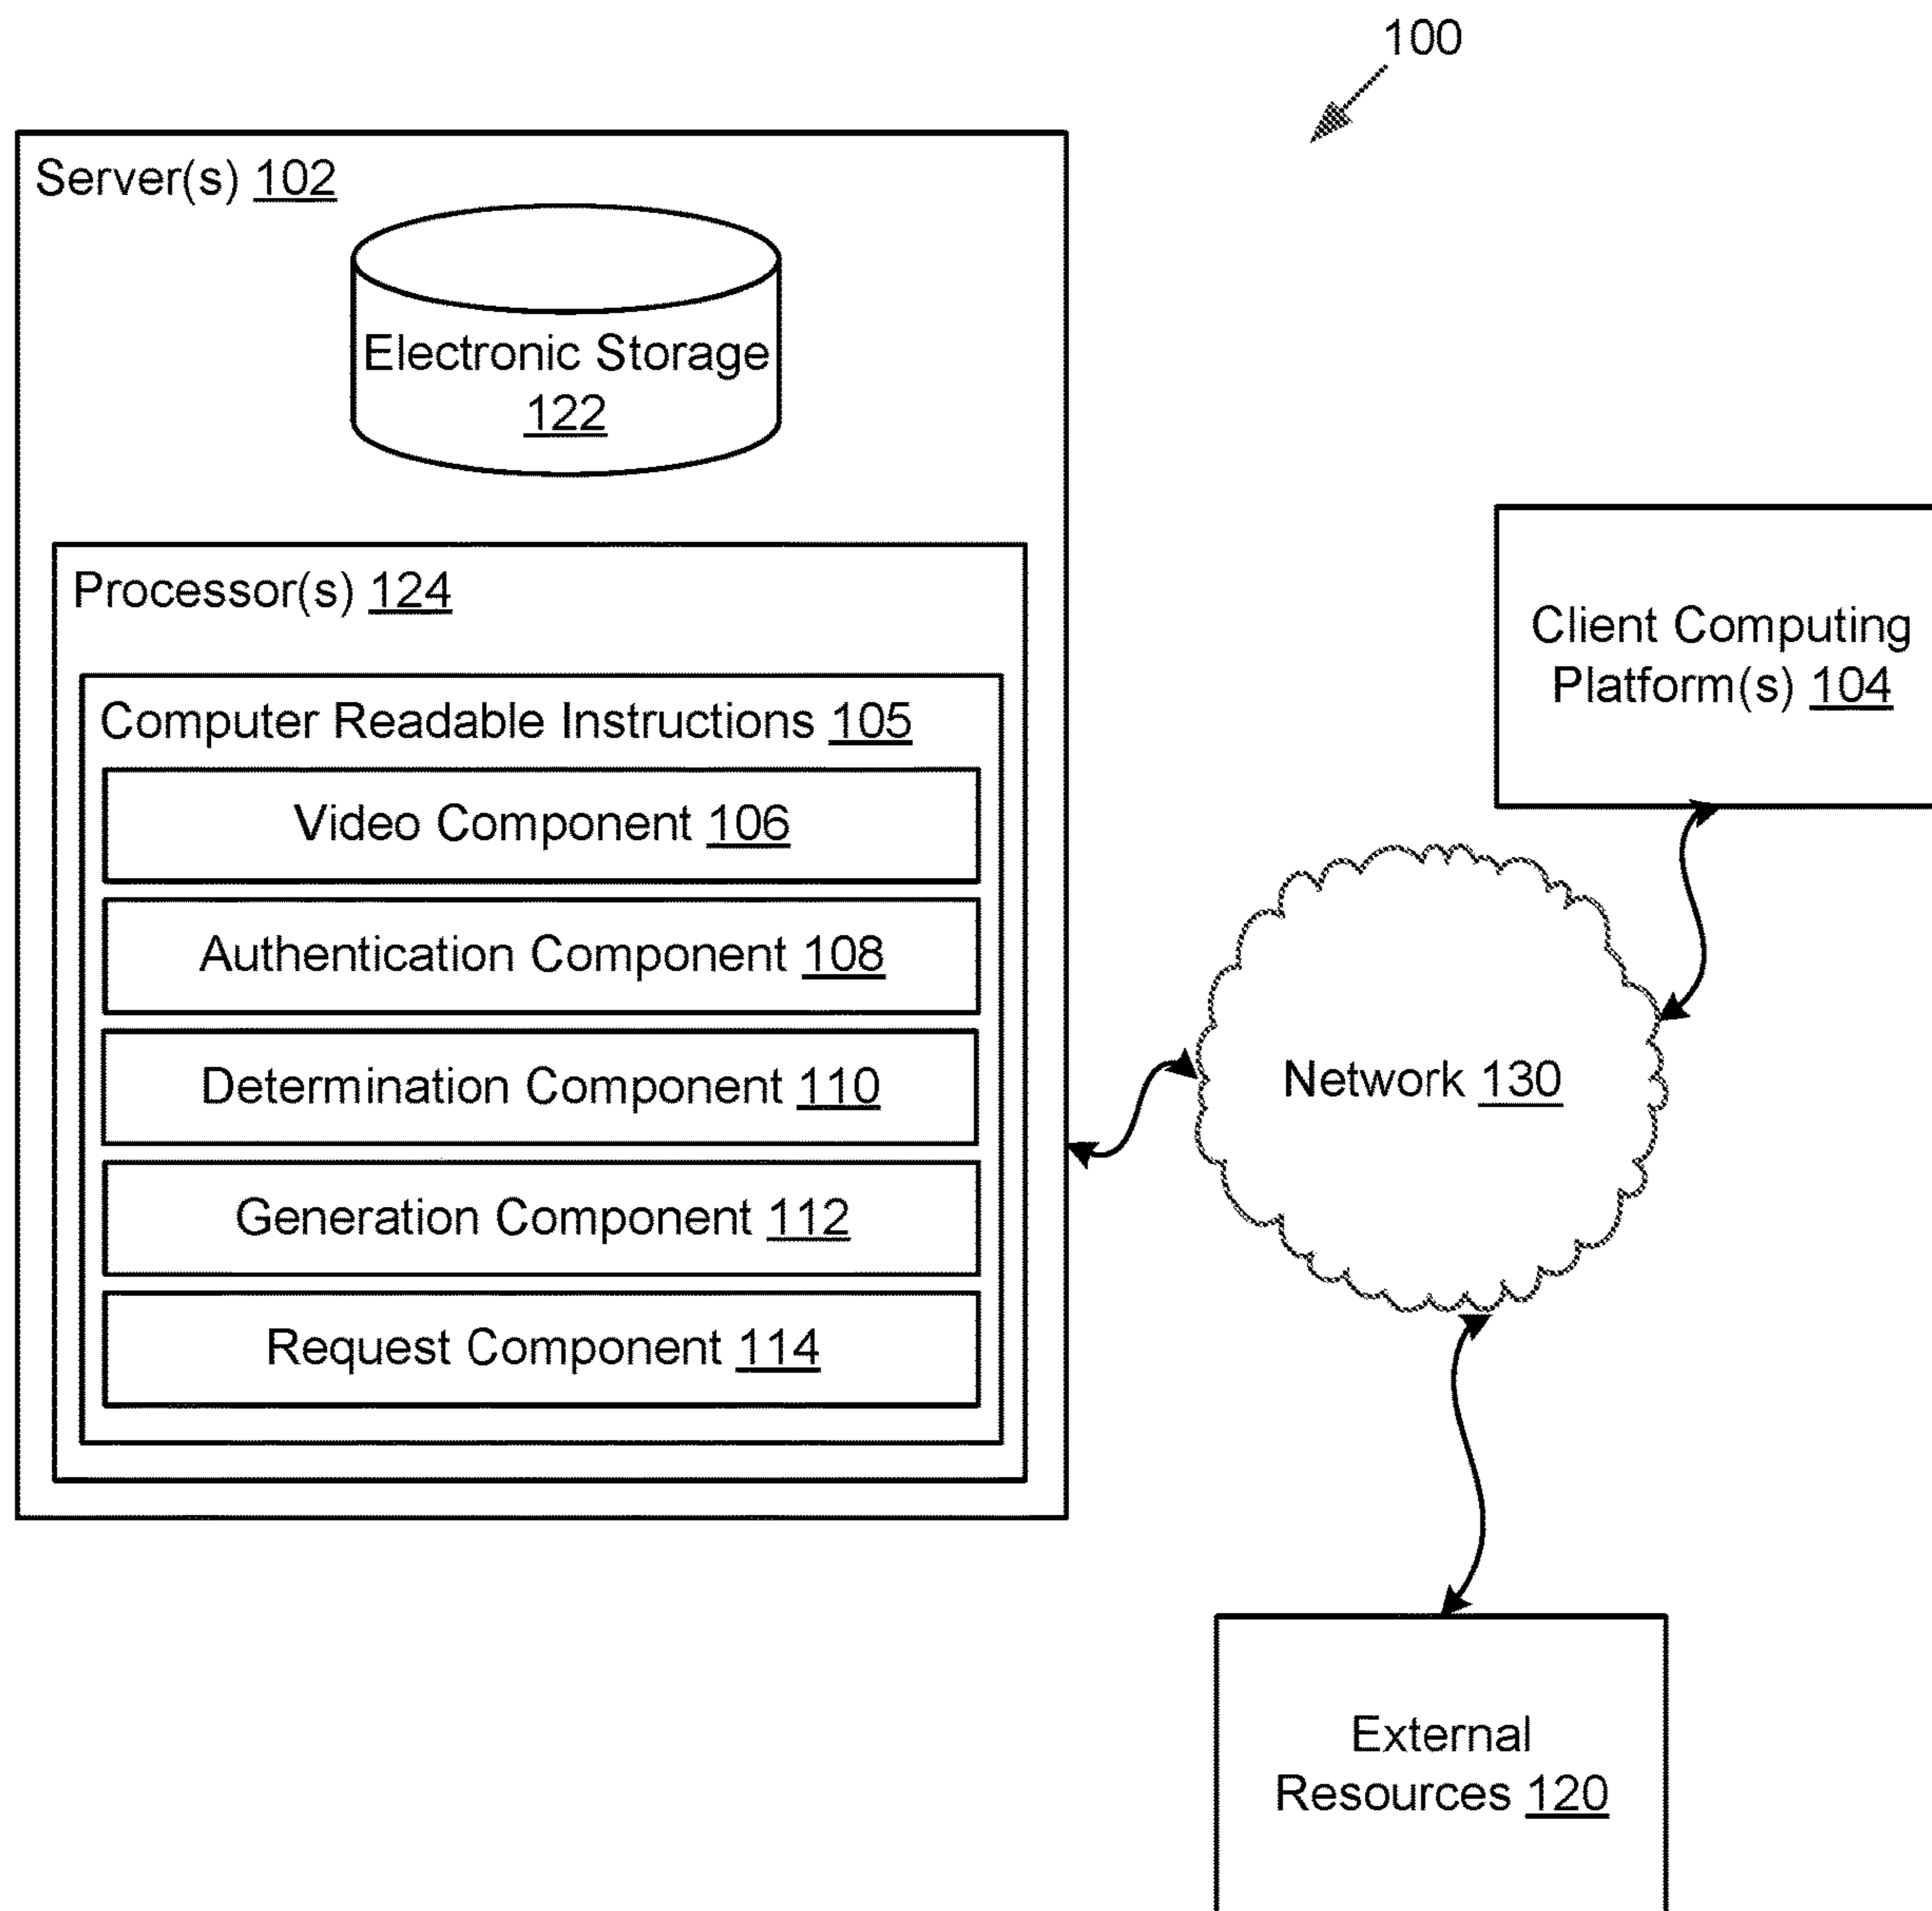 100
Server(s) 102
Electronic Storage
122
Processor(s) 124
Computer Readable Instructions 105
Video Component 106
Authentication Component 108
Determination Component 110
Generation Component 112
Request Component 114
Client Computing
Platform(s) 104
Network 130
External
Resources 120